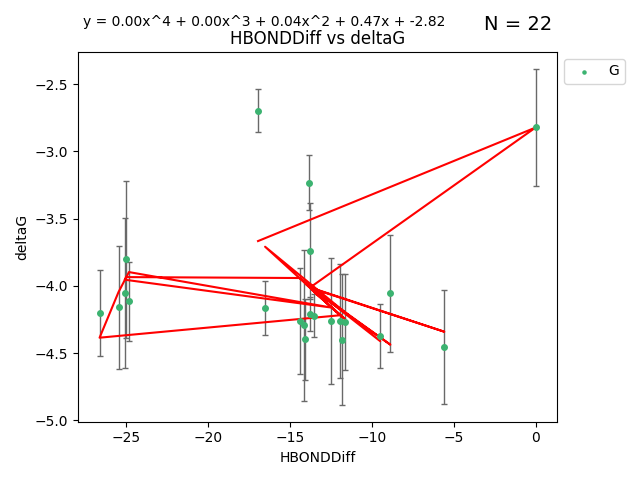 y = 0.00x^4 + 0.00x^3 + 0.04x^2 + 0.47x + -2.82
N = 22
HBONDDiff vs deltaG
G
−2.5
−3.0
−3.5
−4.0
−4.5
−5.0
deltaG
−25
−20
−15
−10
−5
0
HBONDDiff